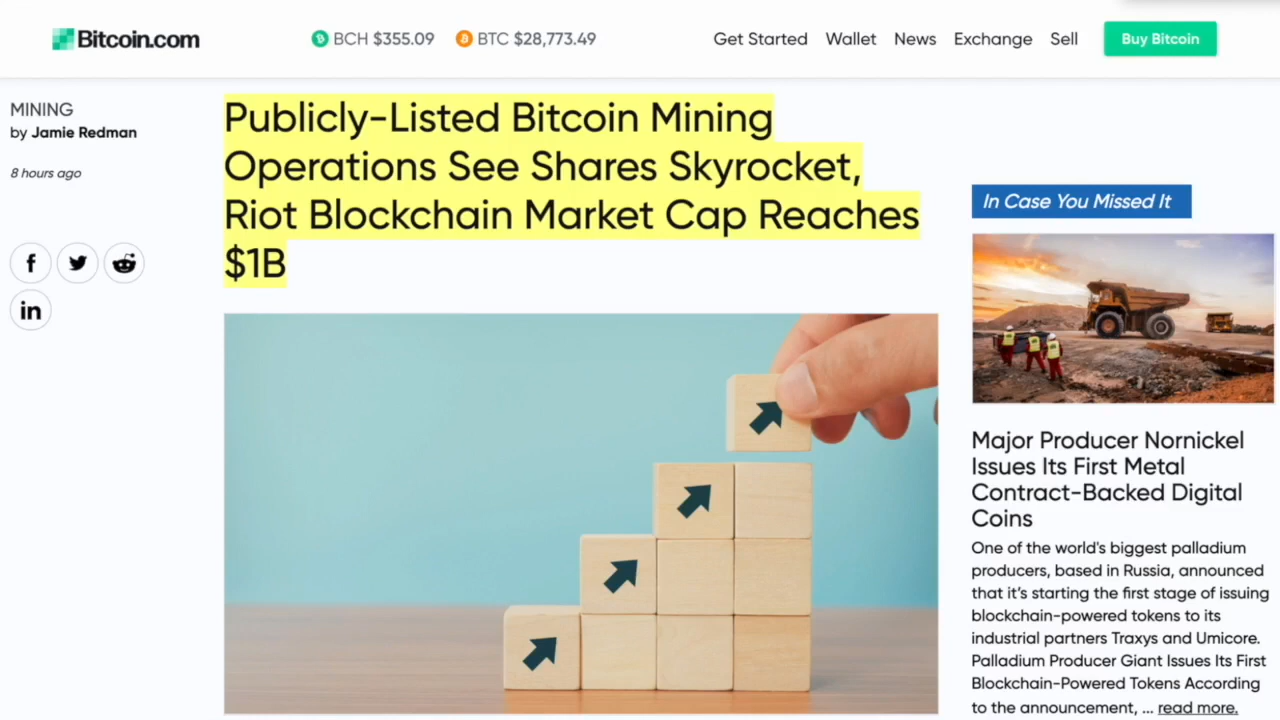 Bitcoin.com
BCH $355.09 BTC $28,773.49
Get Started Wallet News Exchange Sell Buy Bitcoin
MINING
by Jamie Redman
8 hours ago
f
in
Publicly-Listed Bitcoin Mining
Operations See Shares Skyrocket,
Riot Blockchain Market Cap Reaches
$1B
In Case You Missed It
Major Producer Nornickel
Issues Its First Metal
Contract-Backed Digital
Coins
One of the world's biggest palladium
producers, based in Russia, announced
that it's starting the first stage of issuing
blockchain-powered tokens to its
industrial partners Traxys and Umicore.
Palladium Producer Giant Issues Its First
Blockchain-Powered Tokens According
to the announcement, ... read more.